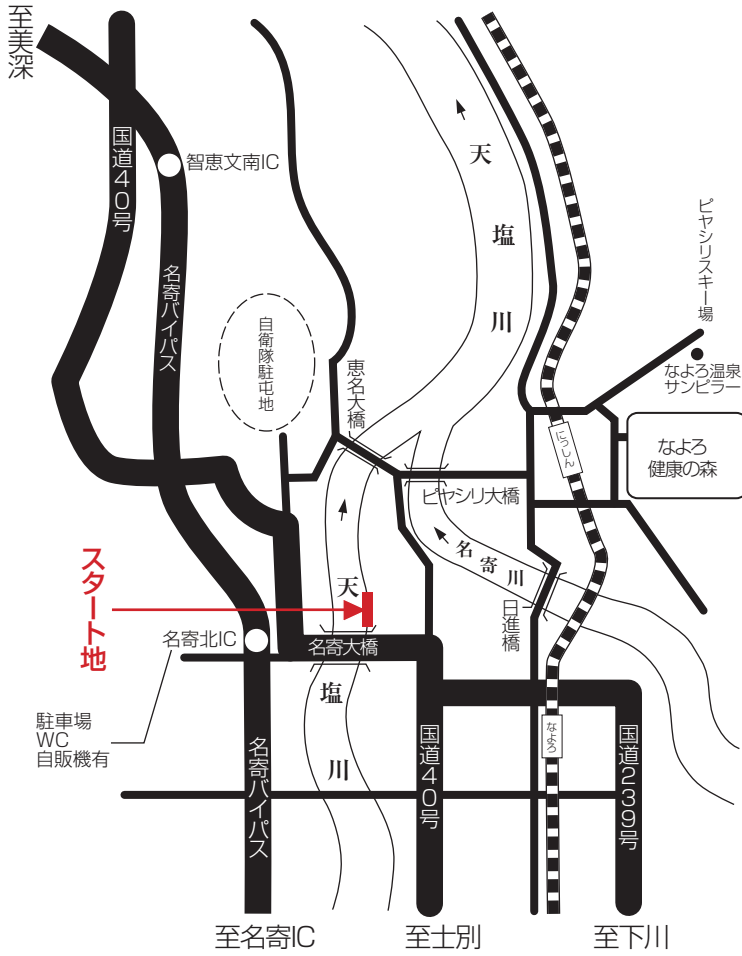 至美深
国道40号
智恵文南IC
名寄バイパス
自衛隊駐屯地
恵名大橋
天塩川
ピヤシリスキー場
なよろ温泉
サンピラー
にっしん
なよろ
健康の森
ピヤシリ大橋
名寄川
日進橋
スタート地
天塩川
名寄大橋
名寄北IC
駐車場
WC
自販機有
名寄バイパス
国道40号
なよろ
国道239号
至名寄IC
至士別
至下川